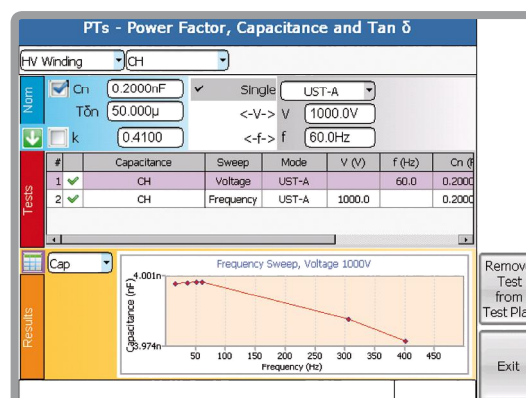 PTs - Power Factor, Capacitance and Tan δ
HV Winding CH
Nom
Cn 0.2000nF Single UST-A
Tδn 50.000µ <-V-> V 1000.0V
k 0.4100 <-f-> f 60.0Hz
Tests
# Capacitance Sweep Mode V (V) f (Hz) Cn (F
1 CH Voltage UST-A 60.0 0.2000
2 CH Frequency UST-A 1000.0 0.2000
Results
Cap
Frequency Sweep, Voltage 1000V
4.001n
Capacitance (nF)
3.974n
50 100 150 200 250 300 350 400 450
Frequency (Hz)
Remove
Test
from
Test Pla
Exit